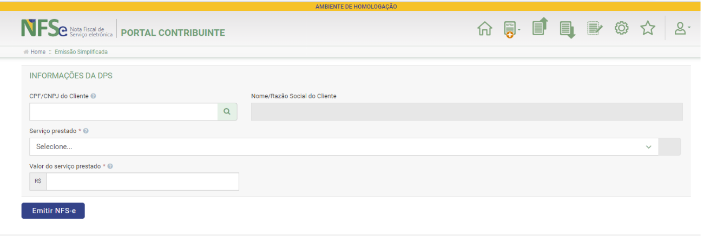 AMBIENTE DE HOMOLOGAÇÃO
NFSe Nota Fiscal de Serviço eletrônica PORTAL CONTRIBUINTE
Home Emissão Simplificada
INFORMAÇÕES DA DPS
CPF/CNPJ do Cliente Nome/Razão Social do Cliente
Serviço prestado *
Selecione...
Valor do serviço prestado *
R$
Emitir NFS-e